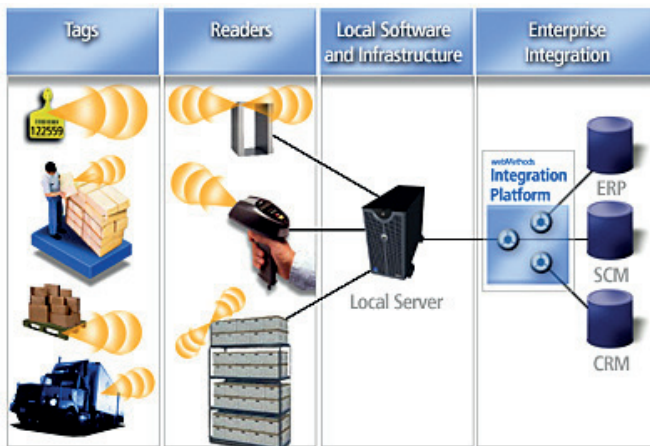 Tags
Readers
Local Software
and Infrastructure
Enterprise
Integration
122559
webMethods
Integration
Platform
ERP
SCM
CRM
Local Server